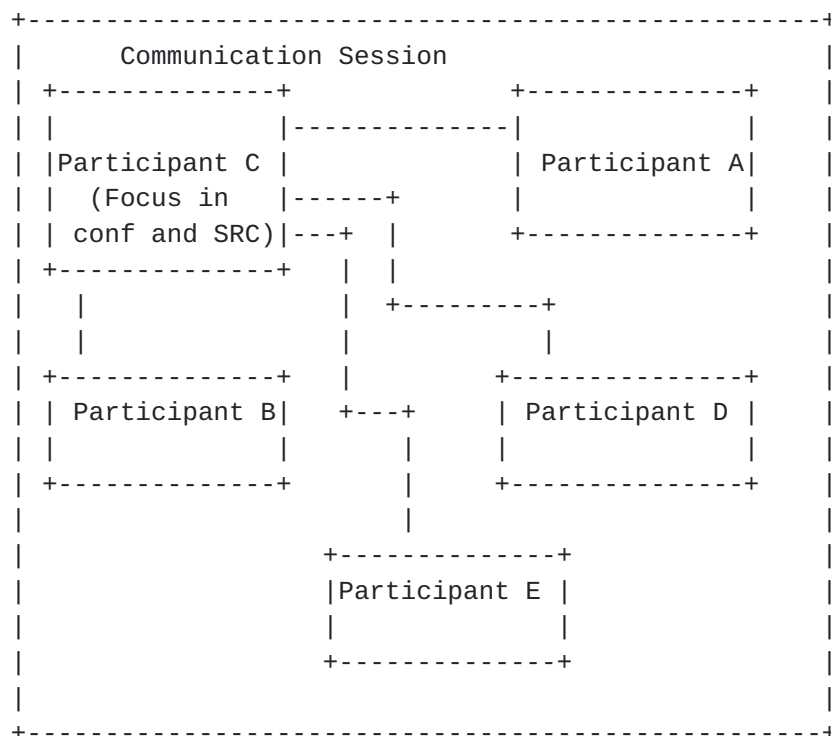 Communication Session
Participant C
Participant A
(Focus in
conf and SRC)
Participant B
Participant D
Participant E